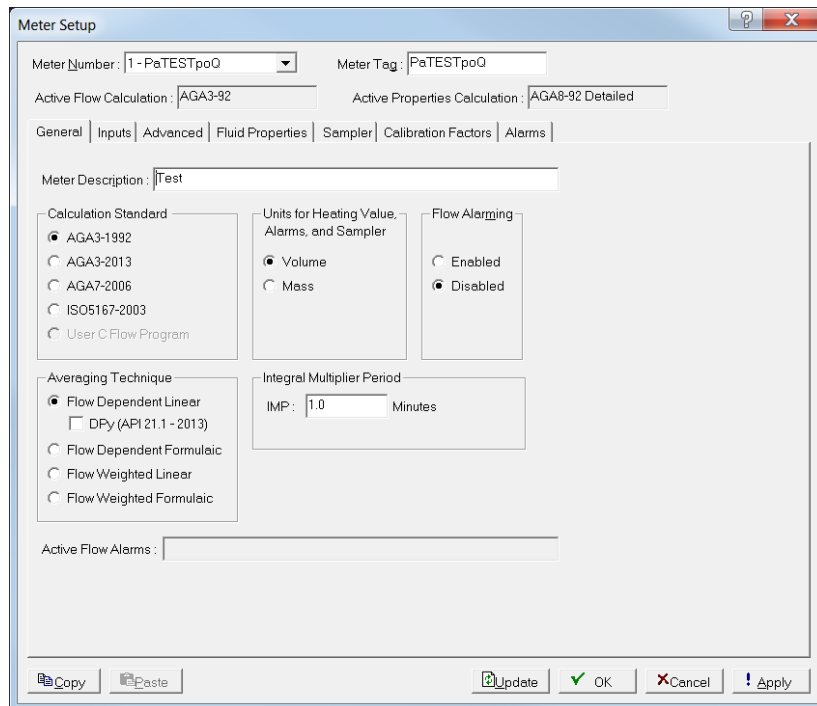 Meter Setup
Meter Number : 1 - PaTESTpoQ Meter Tag : PaTESTpoQ
Active Flow Calculation : AGA3-92 Active Properties Calculation : AGA8-92 Detailed
General Inputs Advanced Fluid Properties Sampler Calibration Factors Alarms
Meter Description : Test
Calculation Standard
AGA3-1992
AGA3-2013
AGA7-2006
ISO5167-2003
User C Flow Program
Units for Heating Value,
Alarms, and Sampler
Volume
Mass
Flow Alarming
Enabled
Disabled
Averaging Technique
Flow Dependent Linear
DPy (API 21.1 - 2013)
Flow Dependent Formulaic
Flow Weighted Linear
Flow Weighted Formulaic
Integral Multiplier Period
IMP : 1.0 Minutes
Active Flow Alarms :
Copy Paste Update OK Cancel Apply